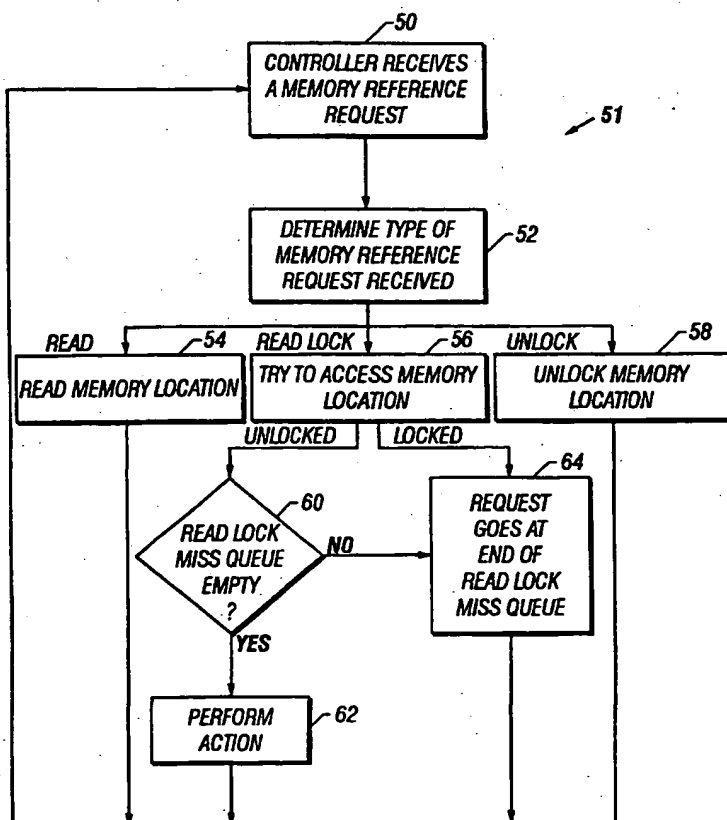 50
CONTROLLER RECEIVES
A MEMORY REFERENCE
REQUEST
51
DETERMINE TYPE OF
MEMORY REFERENCE
REQUEST RECEIVED
52
READ
54
READ LOCK
56
UNLOCK
58
READ MEMORY LOCATION
TRY TO ACCESS MEMORY
LOCATION
UNLOCK MEMORY
LOCATION
UNLOCKED
LOCKED
60
READ LOCK
MISS QUEUE
EMPTY
?
NO
YES
64
REQUEST
GOES AT
END OF
READ LOCK
MISS QUEUE
PERFORM
ACTION
62